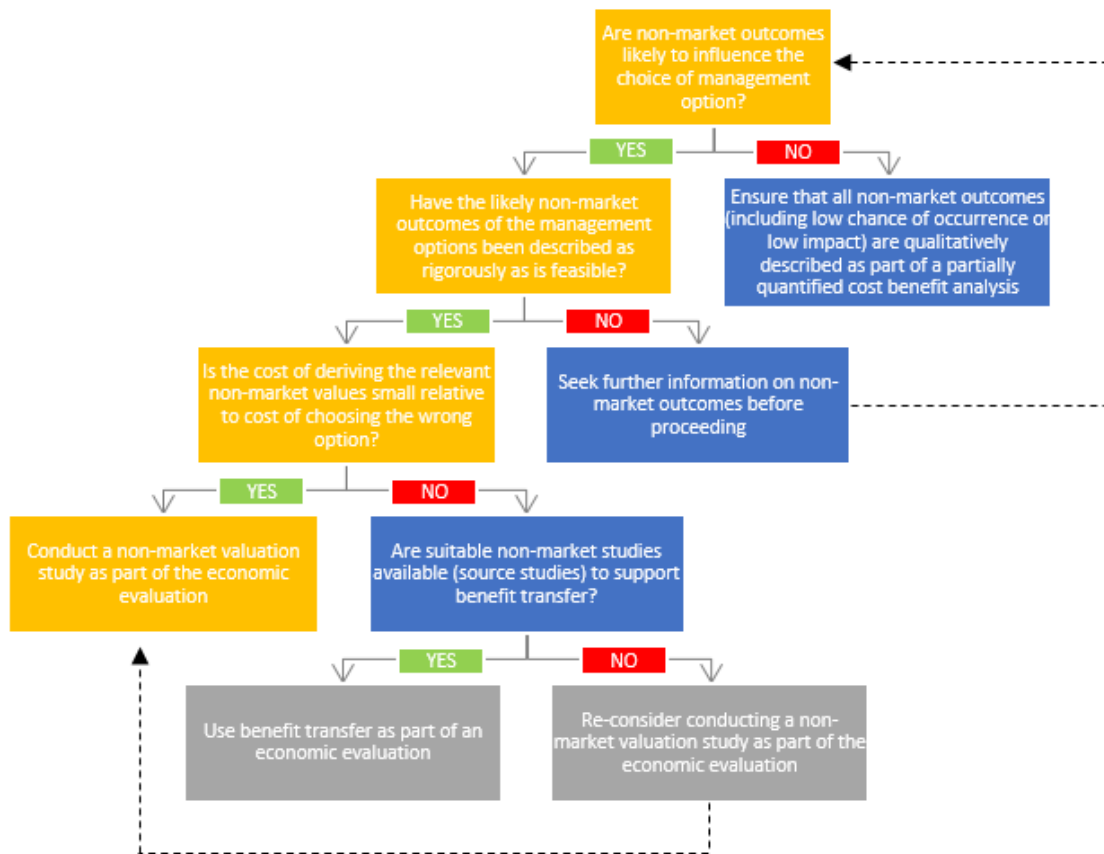 Are non-market outcomes
likely to influence the
choice of management
option?
YES
NO
Have the likely non-market
outcomes of the management
options been described as
rigorously as is feasible?
Ensure that all non-market outcomes
(including low chance of occurrence or
low impact) are qualitatively
described as part of a partially
quantified cost benefit analysis
YES
NO
Is the cost of deriving the relevant
non-market values small relative
to cost of choosing the wrong
option?
Seek further information on non-
market outcomes before
proceeding
YES
NO
Conduct a non-market valuation
study as part of the economic
evaluation
Are suitable non-market studies
available (source studies) to support
benefit transfer?
YES
NO
Use benefit transfer as part of an
economic evaluation
Re-consider conducting a non-
market valuation study as part of the
economic evaluation